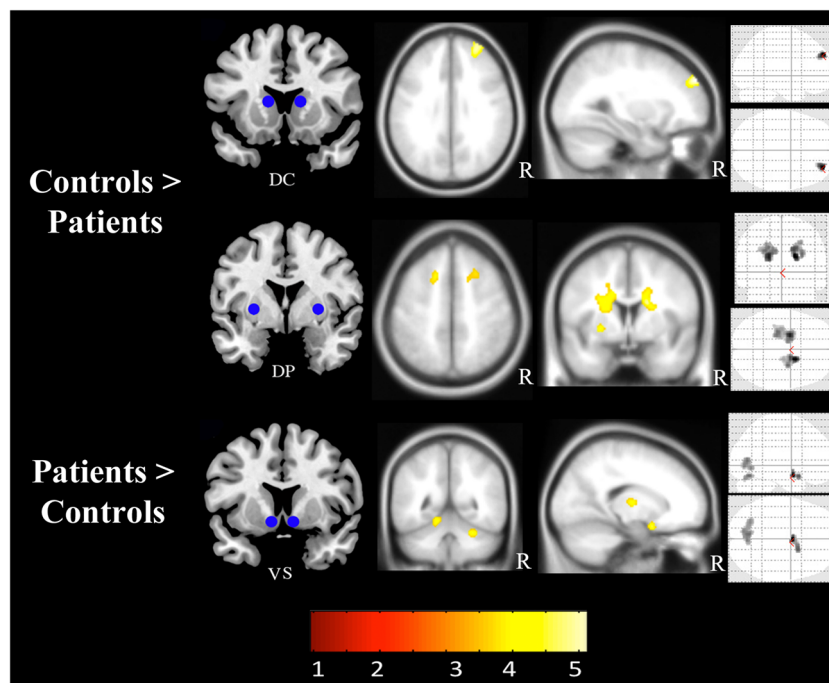 Controls >
Patients
DC
R
R
DP
R
R
Patients >
Controls
VS
R
R
1 2 3 4 5